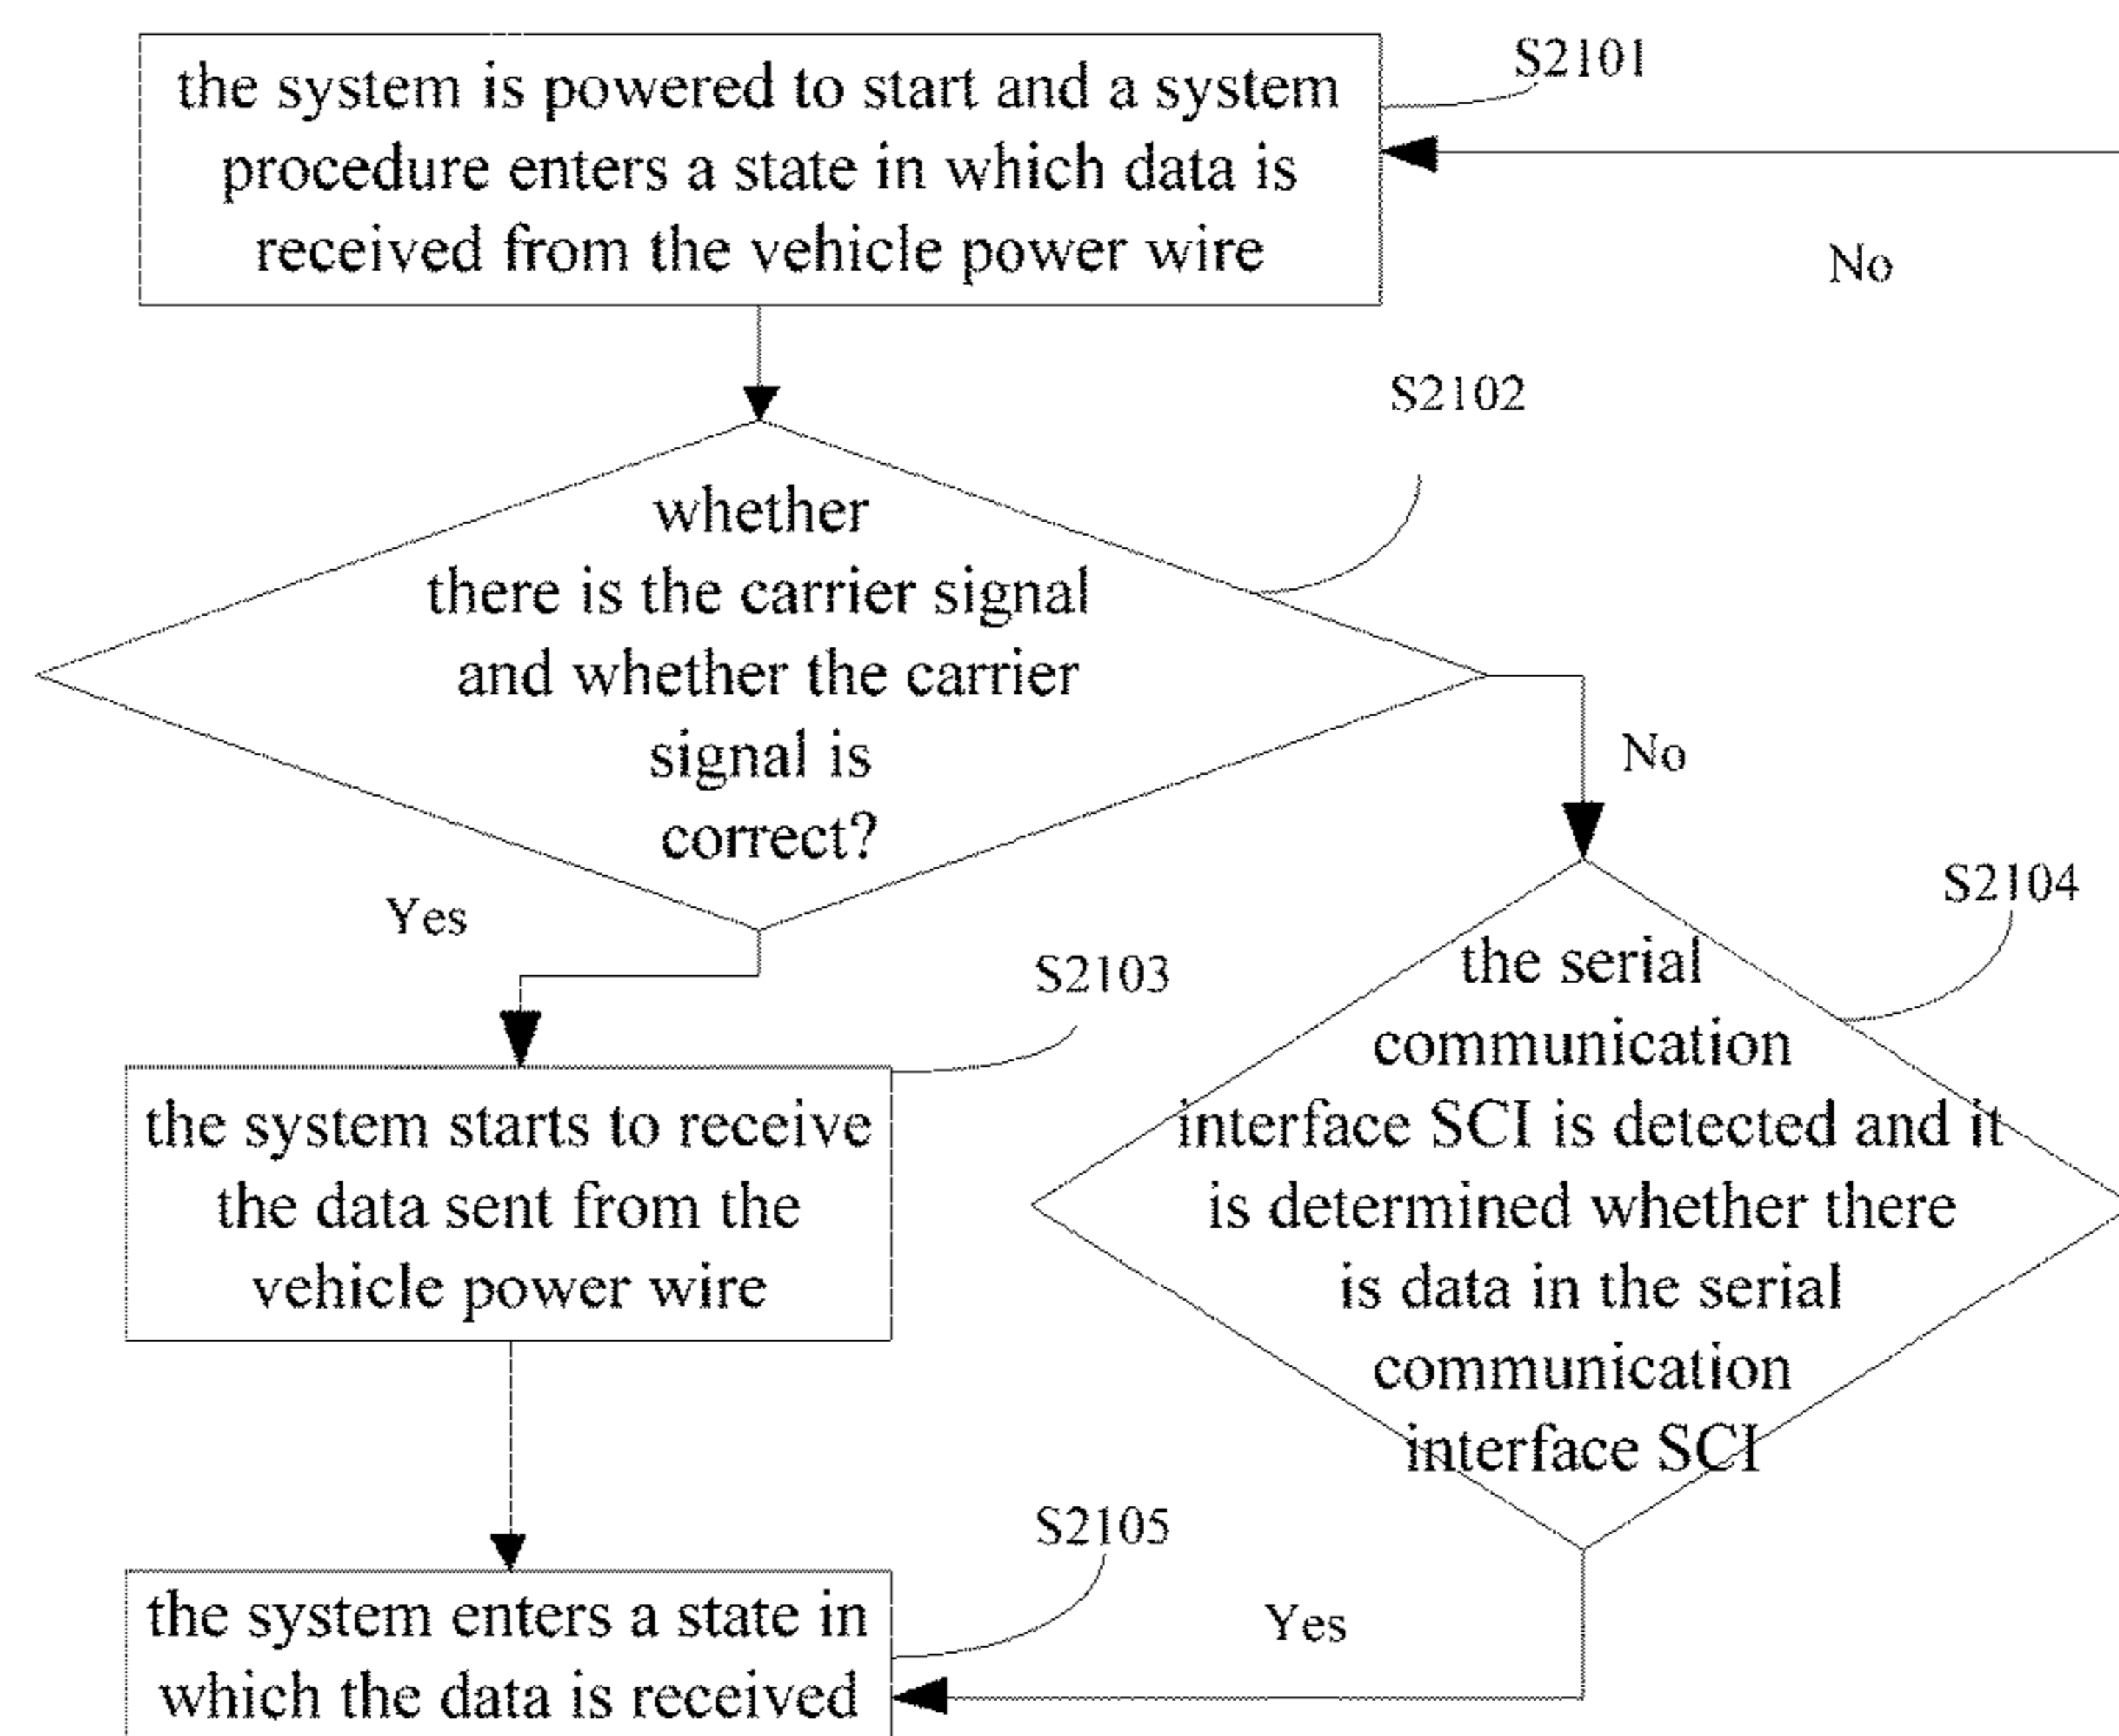 the system is powered to start and a system
procedure enters a state in which data is
received from the vehicle power wire
S2101
No
S2102
whether
there is the carrier signal
and whether the carrier
signal is
correct?
No
Yes
S2103
the system starts to receive
the data sent from the
vehicle power wire
S2104
the serial
communication
interface SCI is detected and it
is determined whether there
is data in the serial
communication
interface SCI
S2105
Yes
the system enters a state in
which the data is received